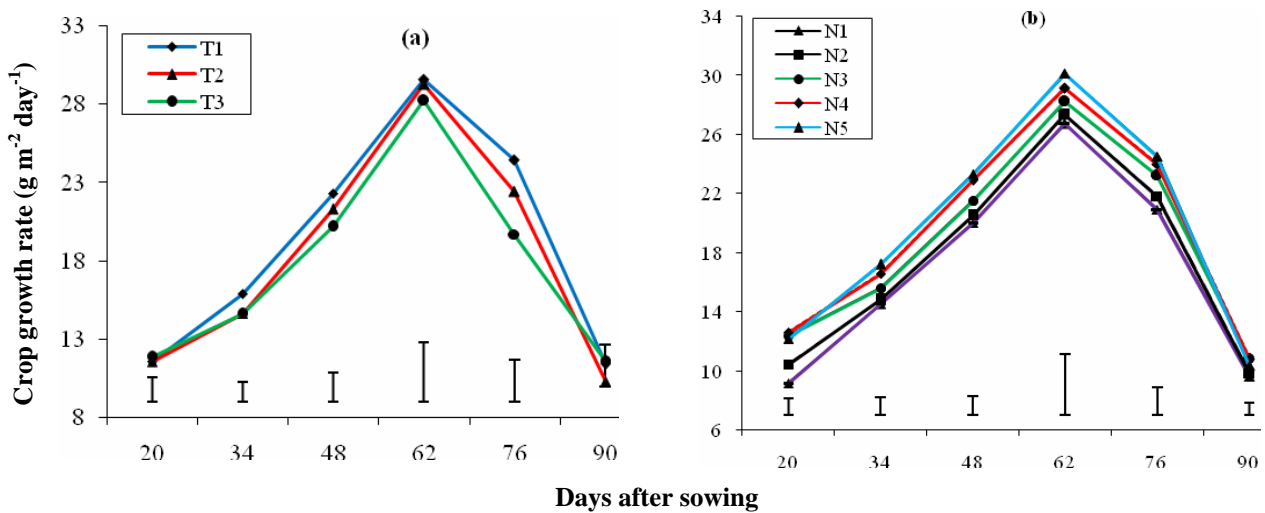 Crop growth rate (g m-2 day-1)
33
28
23
18
13
8
(a)
T1
T2
T3
20 34 48 62 76 90
34
30
26
22
18
14
10
6
(b)
N1
N2
N3
N4
N5
20 34 48 62 76 90
Days after sowing